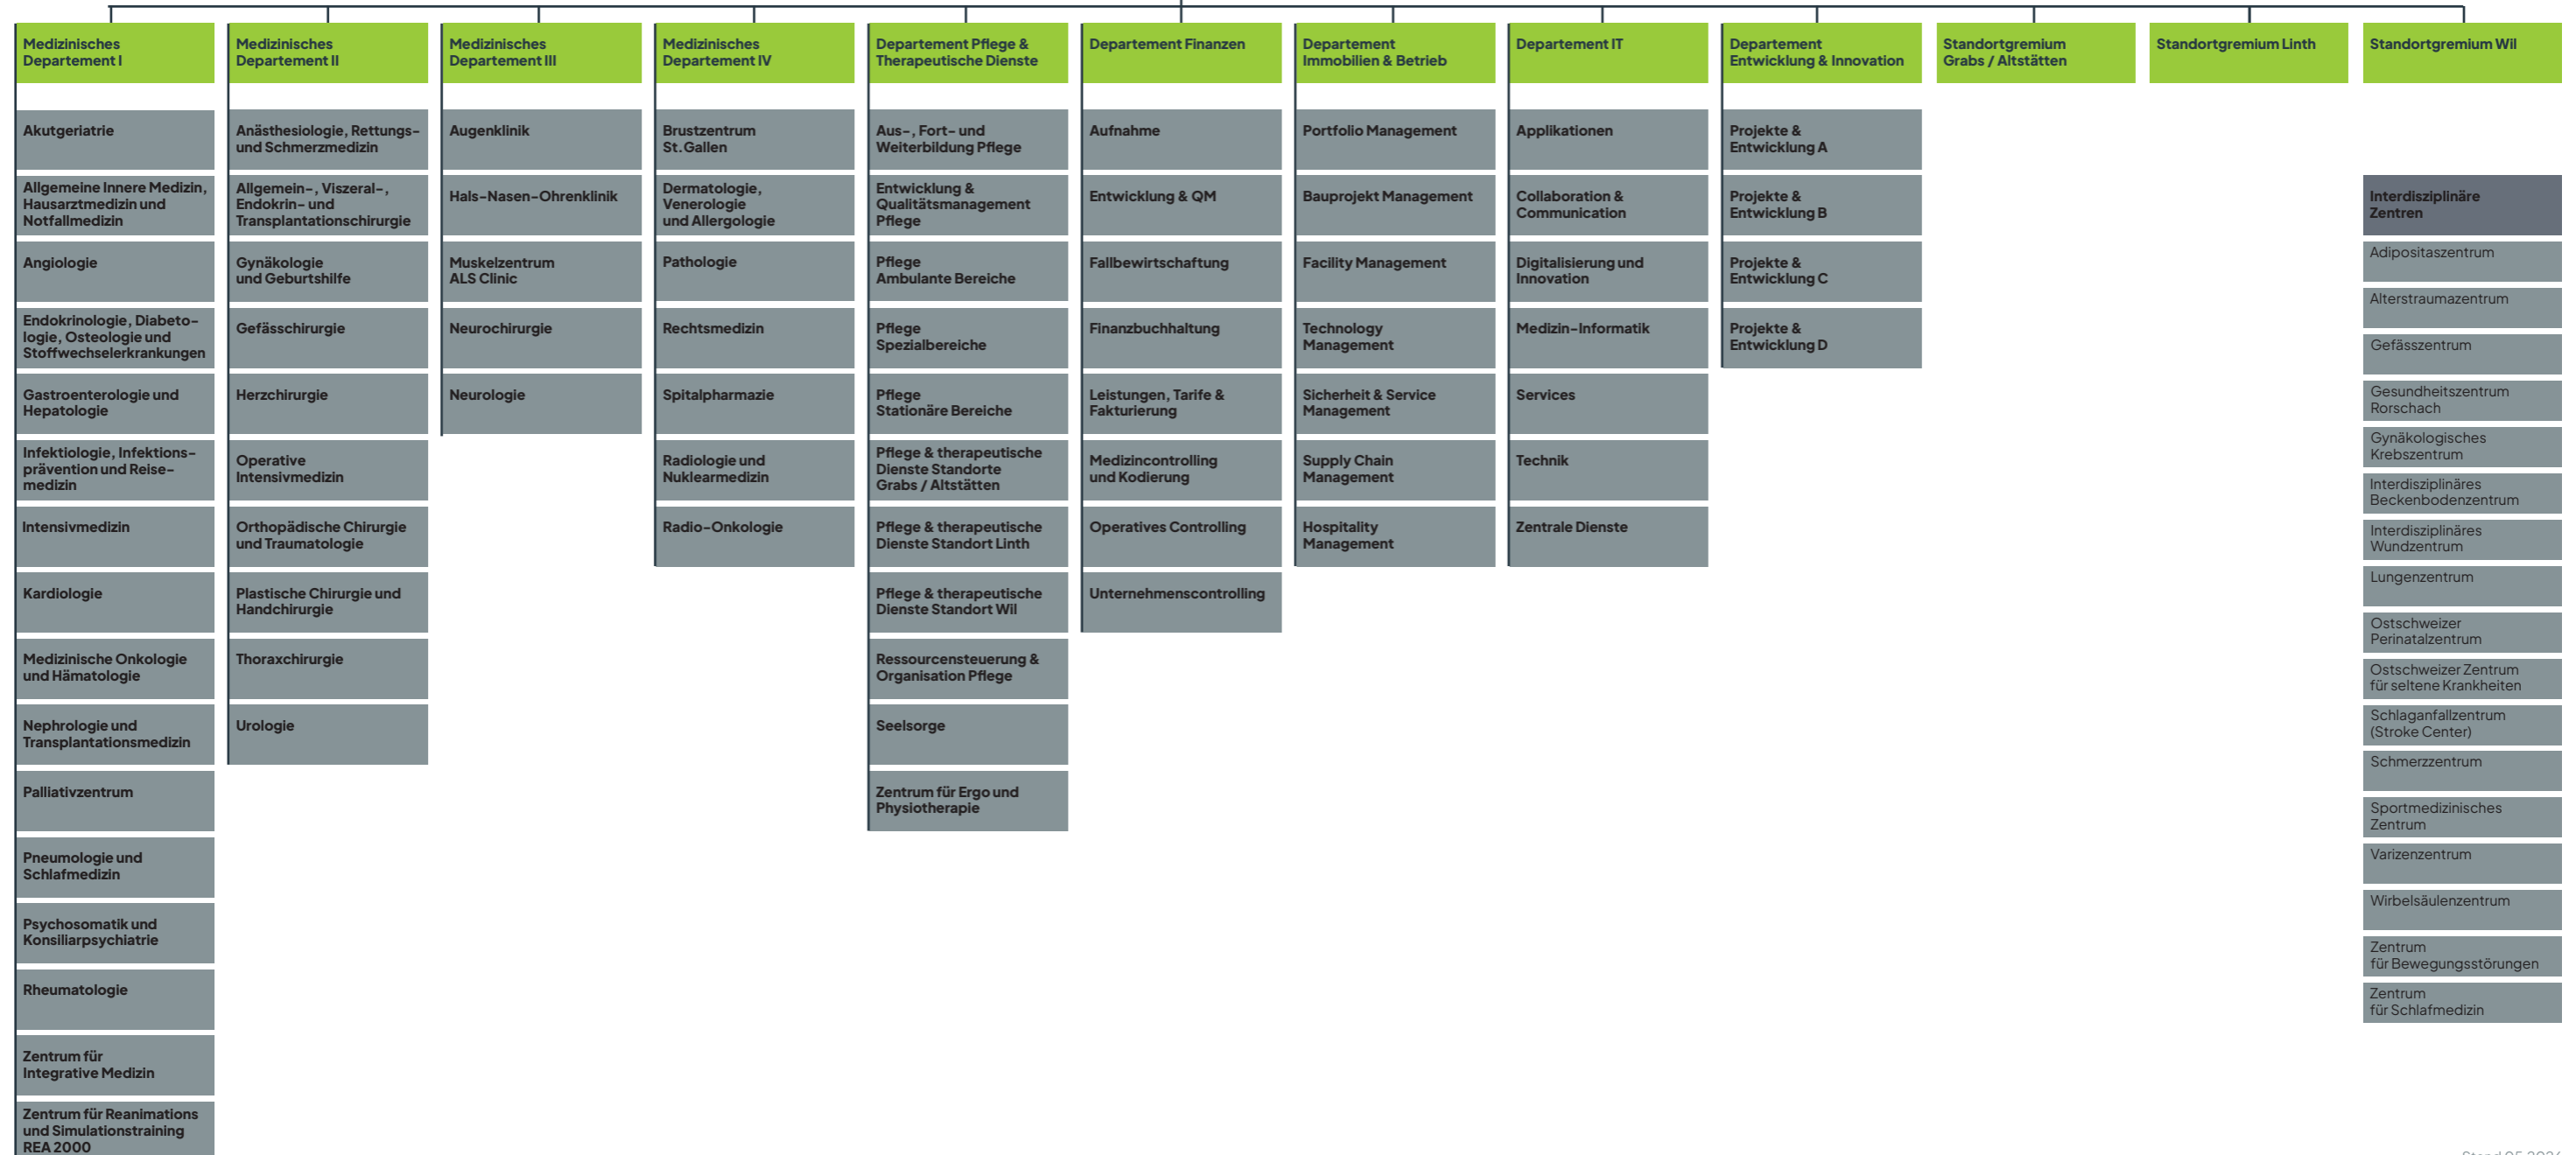 Medizinisches
Departement I
Akutgeriatrie
Allgemeine Innere Medizin,
Hausarztmedizin und
Notfallmedizin
Angiologie
Endokrinologie, Diabeto-
logie, Osteologie und
Stoffwechselerkrankungen
Gastroenterologie und
Hepatologie
Infektiologie, Infektions-
prävention und Reise-
medizin
Intensivmedizin
Kardiologie
Medizinische Onkologie
und Hämatologie
Nephrologie und
Transplantationsmedizin
Palliativzentrum
Pneumologie und
Schlafmedizin
Psychosomatik und
Konsiliarpsychiatrie
Rheumatologie
Zentrum für
Integrative Medizin
Zentrum für Reanimations
und Simulationstraining
REA 2000
Medizinisches
Departement II
Anästhesiologie, Rettungs-
und Schmerzmedizin
Allgemein-, Viszeral-,
Endokrin- und
Transplantationschirurgie
Gynäkologie
und Geburtshilfe
Gefässchirurgie
Herzchirurgie
Operative
Intensivmedizin
Orthopädische Chirurgie
und Traumatologie
Plastische Chirurgie und
Handchirurgie
Thoraxchirurgie
Urologie
Medizinisches
Departement III
Augenklinik
Hals-Nasen-Ohrenklinik
Muskelzentrum
ALS Clinic
Neurochirurgie
Neurologie
Medizinisches
Departement IV
Brustzentrum
St.Gallen
Dermatologie,
Venerologie
und Allergologie
Pathologie
Rechtsmedizin
Spitalpharmazie
Radiologie und
Nuklearmedizin
Radio-Onkologie
Departement Pflege &
Therapeutische Dienste
Aus-, Fort- und
Weiterbildung Pflege
Entwicklung &
Qualitätsmanagement
Pflege
Pflege
Ambulante Bereiche
Pflege
Spezialbereiche
Pflege
Stationäre Bereiche
Pflege & therapeutische
Dienste Standorte
Grabs / Altstätten
Pflege & therapeutische
Dienste Standort Linth
Pflege & therapeutische
Dienste Standort Wil
Ressourcensteuerung &
Organisation Pflege
Seelsorge
Zentrum für Ergo und
Physiotherapie
Departement Finanzen
Aufnahme
Entwicklung & QM
Fallbewirtschaftung
Finanzbuchhaltung
Leistungen, Tarife &
Fakturierung
Medizincontrolling
und Kodierung
Operatives Controlling
Unternehmenscontrolling
Departement
Immobilien & Betrieb
Portfolio Management
Bauprojekt Management
Facility Management
Technology
Management
Sicherheit & Service
Management
Supply Chain
Management
Hospitality
Management
Departement IT
Applikationen
Collaboration &
Communication
Digitalisierung und
Innovation
Medizin-Informatik
Services
Technik
Zentrale Dienste
Departement
Entwicklung & Innovation
Projekte &
Entwicklung A
Projekte &
Entwicklung B
Projekte &
Entwicklung C
Projekte &
Entwicklung D
Standortgremium
Grabs / Altstätten
Standortgremium Linth
Standortgremium Wil
Interdisziplinäre
Zentren
Adipositaszentrum
Alterstraumazentrum
Gefässzentrum
Gesundheitszentrum
Rorschach
Gynäkologisches
Krebszentrum
Interdisziplinäres
Beckenbodenzentrum
Interdisziplinäres
Wundzentrum
Lungenzentrum
Ostschweizer
Perinatalzentrum
Ostschweizer Zentrum
für seltene Krankheiten
Schlaganfallzentrum
(Stroke Center)
Schmerzzentrum
Sportmedizinisches
Zentrum
Varizenzentrum
Wirbelsäulenzentrum
Zentrum
für Bewegungsstörungen
Zentrum
für Schlafmedizin